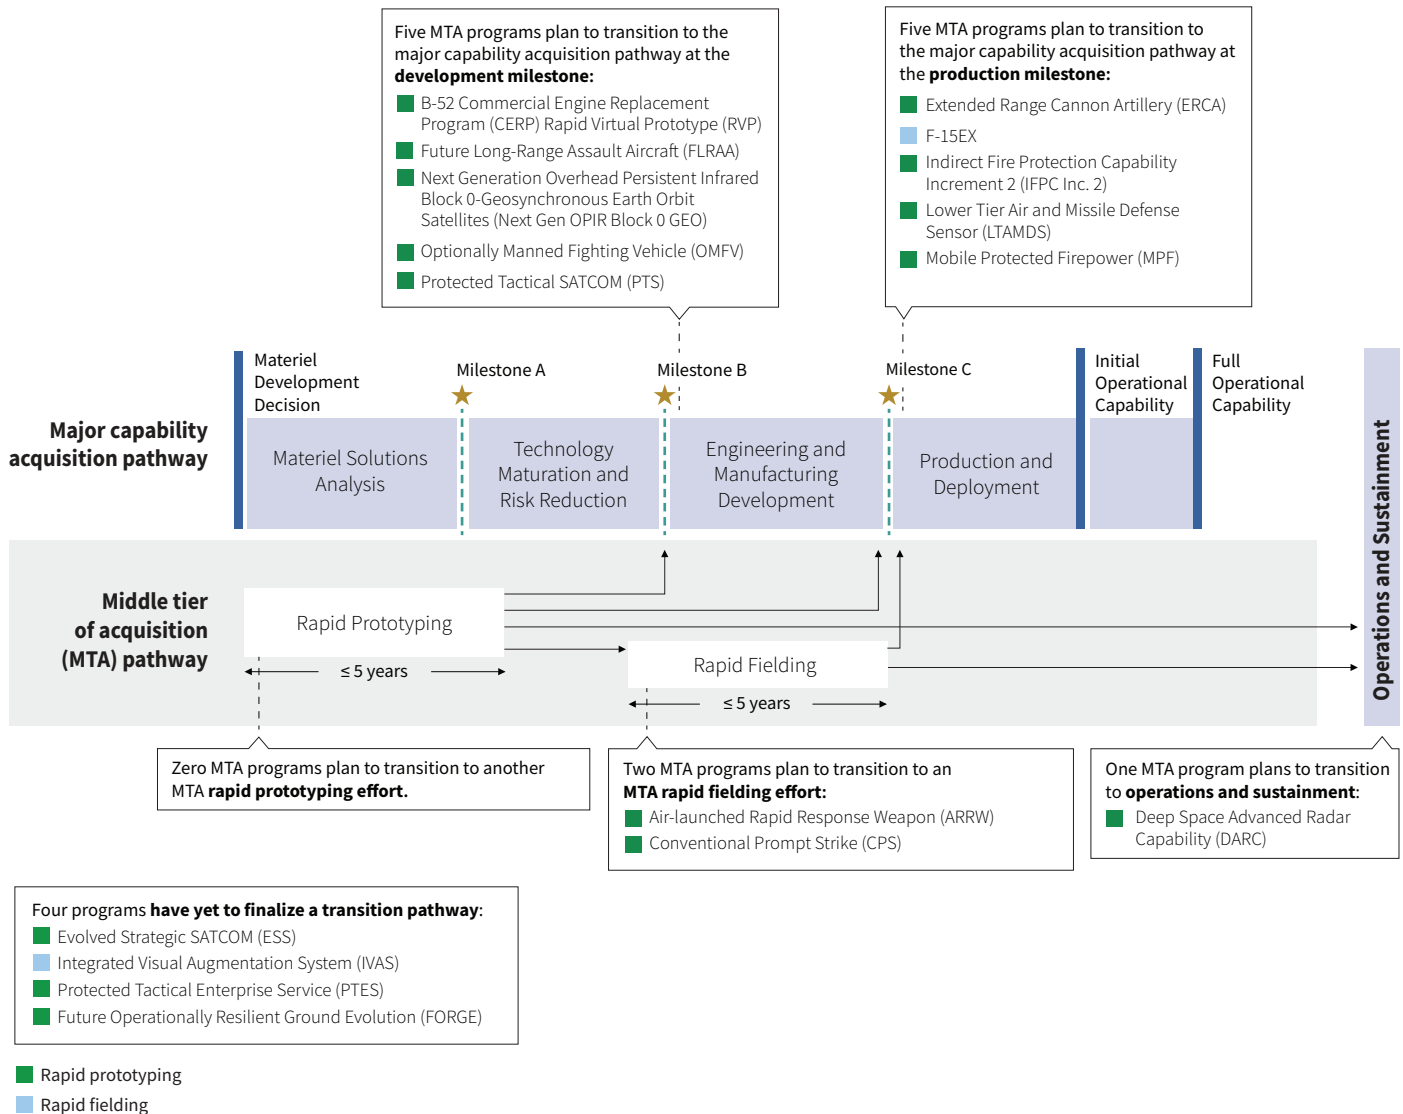 Five MTA programs plan to transition to the
major capability acquisition pathway at the
development milestone:
B-52 Commercial Engine Replacement
Program (CERP) Rapid Virtual Prototype (RVP)
Future Long-Range Assault Aircraft (FLRAA)
Next Generation Overhead Persistent Infrared
Block 0-Geosynchronous Earth Orbit
Satellites (Next Gen OPIR Block 0 GEO)
Optionally Manned Fighting Vehicle (OMFV)
Protected Tactical SATCOM (PTS)
Five MTA programs plan to transition to
the major capability acquisition pathway at
the production milestone:
Extended Range Cannon Artillery (ERCA)
F-15EX
Indirect Fire Protection Capability
Increment 2 (IFPC Inc. 2)
Lower Tier Air and Missile Defense
Sensor (LTAMDS)
Mobile Protected Firepower (MPF)
Materiel
Development
Decision
Milestone A
Milestone B
Milestone C
Initial
Operational
Capability
Full
Operational
Capability
Major capability
acquisition pathway
Materiel Solutions
Analysis
Technology
Maturation and
Risk Reduction
Engineering and
Manufacturing
Development
Production and
Deployment
Operations and Sustainment
Middle tier
of acquisition
(MTA) pathway
Rapid Prototyping
≤ 5 years
Rapid Fielding
≤ 5 years
Zero MTA programs plan to transition to another
MTA rapid prototyping effort.
Two MTA programs plan to transition to an
MTA rapid fielding effort:
Air-launched Rapid Response Weapon (ARRW)
Conventional Prompt Strike (CPS)
One MTA program plans to transition
to operations and sustainment:
Deep Space Advanced Radar
Capability (DARC)
Four programs have yet to finalize a transition pathway:
Evolved Strategic SATCOM (ESS)
Integrated Visual Augmentation System (IVAS)
Protected Tactical Enterprise Service (PTES)
Future Operationally Resilient Ground Evolution (FORGE)
Rapid prototyping
Rapid fielding